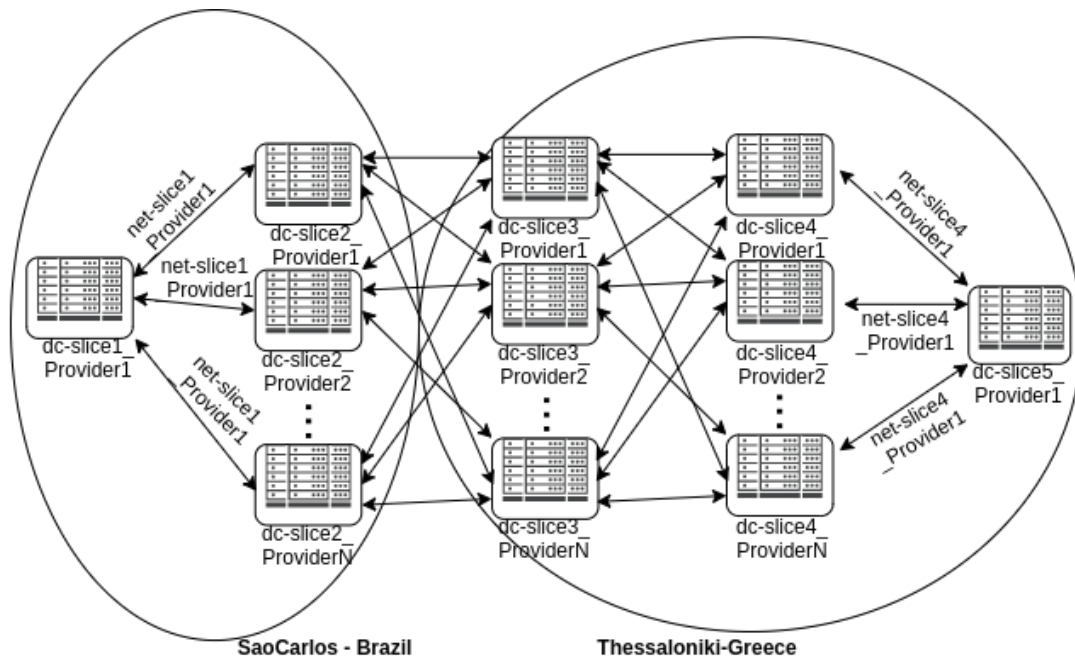 net-slice1
Provider1
net-slice1
Provider1
net-slice1
_Provider1
dc-slice1_
Provider1
dc-slice2_
Provider1
dc-slice2_
Provider2
dc-slice2_
ProviderN
dc-slice3_
Provider1
dc-slice3_
Provider2
dc-slice3_
ProviderN
dc-slice4_
Provider1
dc-slice4_
Provider2
dc-slice4_
ProviderN
net-slice4
_Provider1
net-slice4
_Provider1
net-slice4
_Provider1
dc-slice5_
Provider1
SaoCarlos - Brazil
Thessaloniki-Greece